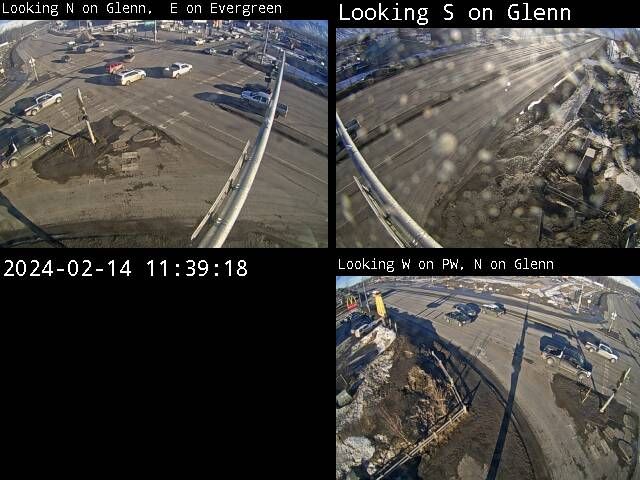 Looking N on Glenn, E on Evergreen
Looking S on Glenn
2024-02-14 11:39:18
Looking W on PW, N on Glenn